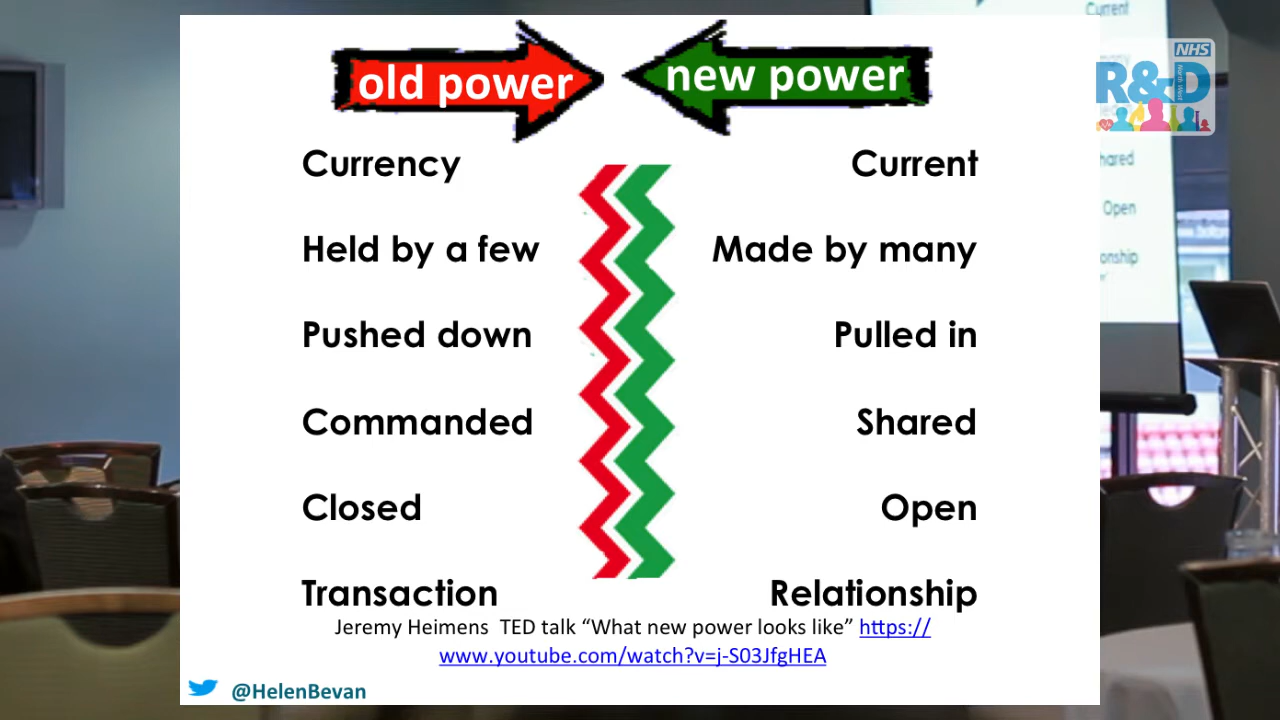 old power
new power
Currency
Current
Held by a few
Made by many
Pushed down
Pulled in
Commanded
Shared
Closed
Open
Transaction
Relationship
Jeremy Heimens TED talk “What new power looks like” https://
www.youtube.com/watch?v=j-S03JfgHEA
@HelenBevan
NHS
North West
R&D
Current
Open